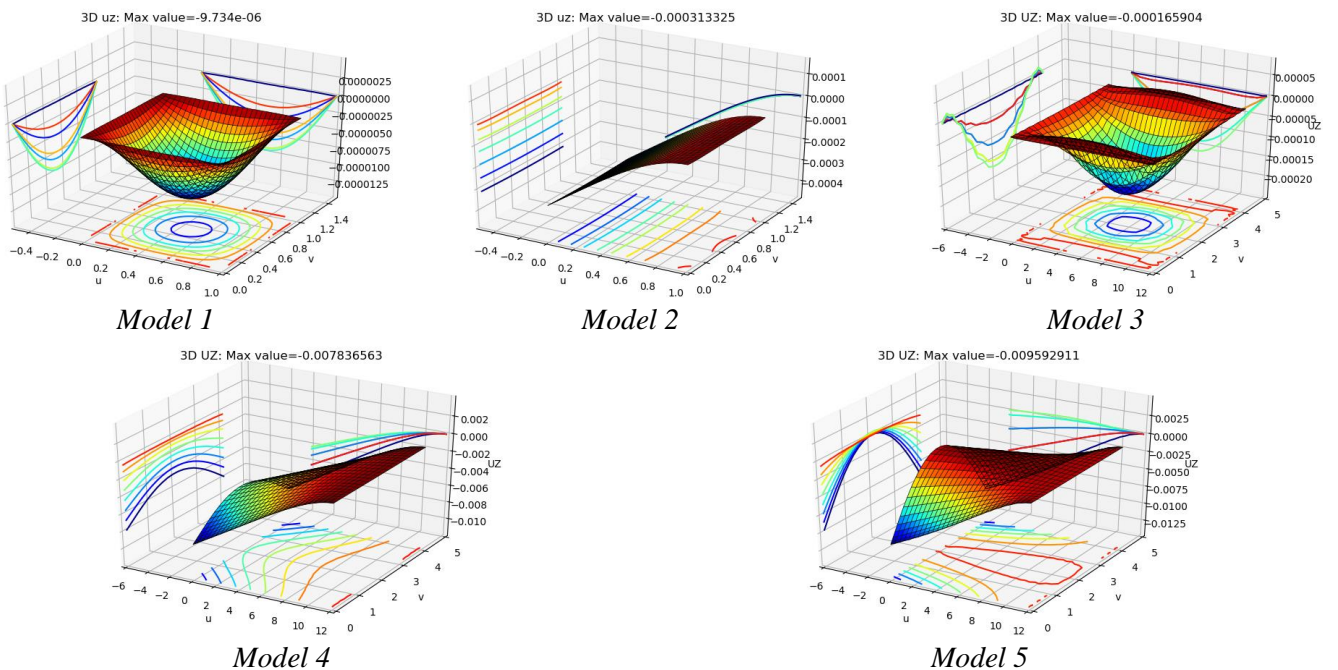 3D uz: Max value=-9.734e-06
0.0000025
0.0000000
0.0000025
0.0000050
0.0000075
0.0000100
0.0000125
−0.4 −0.2 0.0 0.2 0.4 0.6 0.8 1.0
u
0.0 0.2 0.4 0.6 0.8 1.0 1.2 1.4
v
Model 1
3D uz: Max value=-0.000313325
0.0001
0.0000
0.0001
0.0002
0.0003
0.0004
−0.4 −0.2 0.0 0.2 0.4 0.6 0.8 1.0
u
0.0 0.2 0.4 0.6 0.8 1.0 1.2 1.4
v
Model 2
3D UZ: Max value=-0.000165904
0.00005
0.00000
−0.00005
UZ
−0.00010
0.00015
0.00020
−6 −4 −2 0 2 4 6 8 10 12
u
0 1 2 3 4 5
v
Model 3
3D UZ: Max value=-0.007836563
0.002
0.000
−0.002
UZ
−0.004
−0.006
−0.008
−0.010
−6 −4 −2 0 2 4 6 8 10 12
u
0 1 2 3 4 5
v
Model 4
3D UZ: Max value=-0.009592911
0.0025
0.0000
−0.0025
UZ
−0.0050
−0.0075
−0.0100
−0.0125
−6 −4 −2 0 2 4 6 8 10 12
u
0 1 2 3 4 5
v
Model 5